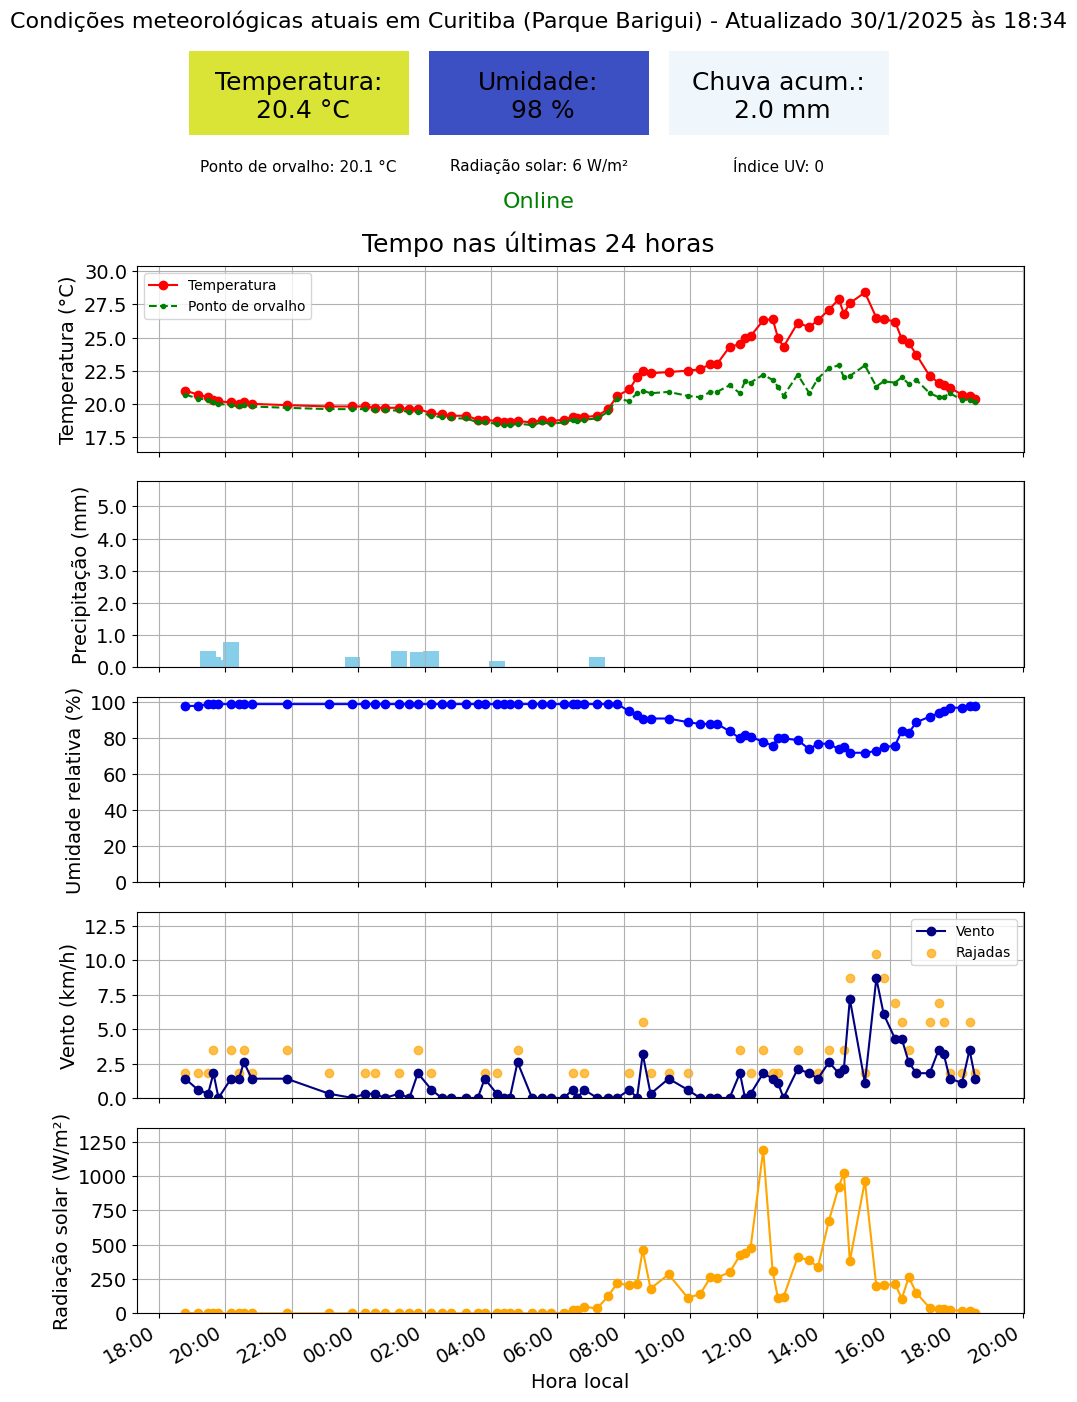 Condições meteorológicas atuais em Curitiba (Parque Barigui) - Atualizado 30/1/2025 às 18:34
Temperatura:
20.4 °C
Umidade:
98 %
Chuva acum.:
2.0 mm
Ponto de orvalho: 20.1 °C
Radiação solar: 6 W/m²
Índice UV: 0
Online
Tempo nas últimas 24 horas
Temperatura (°C)
30.0
27.5
25.0
22.5
20.0
17.5
Temperatura
Ponto de orvalho
Precipitação (mm)
5.0
4.0
3.0
2.0
1.0
0.0
Umidade relativa (%)
100
80
60
40
20
0
Vento (km/h)
12.5
10.0
7.5
5.0
2.5
0.0
Vento
Rajadas
Radiação solar (W/m²)
1250
1000
750
500
250
0
18:00 20:00 22:00 00:00 02:00 04:00 06:00 08:00 10:00 12:00 14:00 16:00 18:00 20:00
Hora local